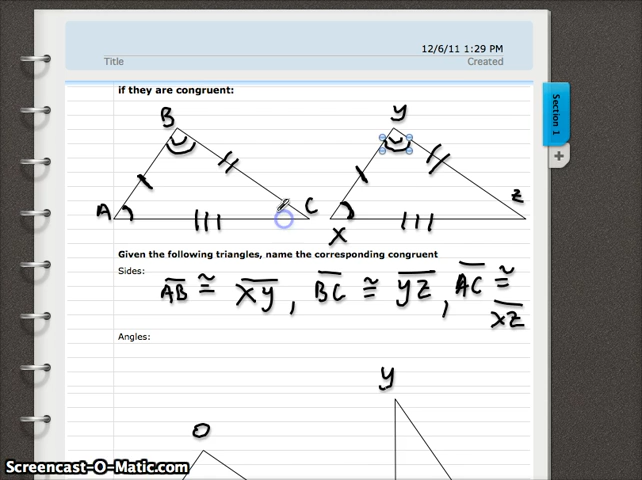 12/6/11 1:29 PM
Title Created
if they are congruent:
B Y
A C X Z
Section 1
Given the following triangles, name the corresponding congruent
Sides: AB ≅ XY, BC ≅ YZ, AC ≅
XZ
Angles:
Y
O
Screencast-O-Matic.com